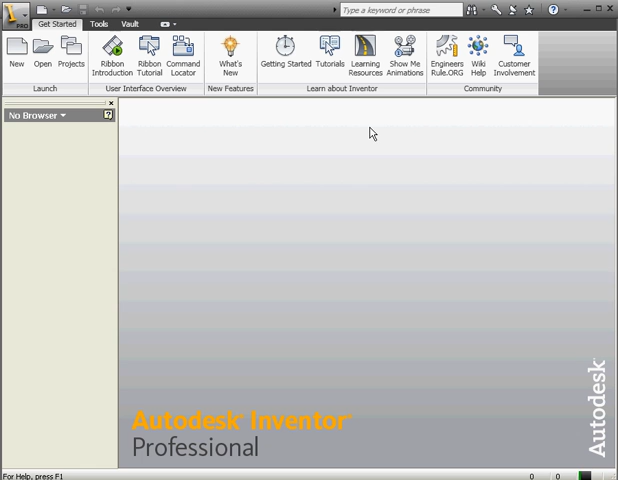 Type a keyword or phrase
PRO
Get Started Tools Vault
New Open Projects
Ribbon Introduction
Ribbon Tutorial
Command Locator
What's New
Getting Started
Tutorials
Learning Resources
Show Me Animations
Engineers Rule.ORG
Wiki Help
Customer Involvement
Launch
User Interface Overview
New Features
Learn about Inventor
Community
No Browser
Autodesk® Inventor™
Professional
Autodesk®
For Help, press F1
0 0